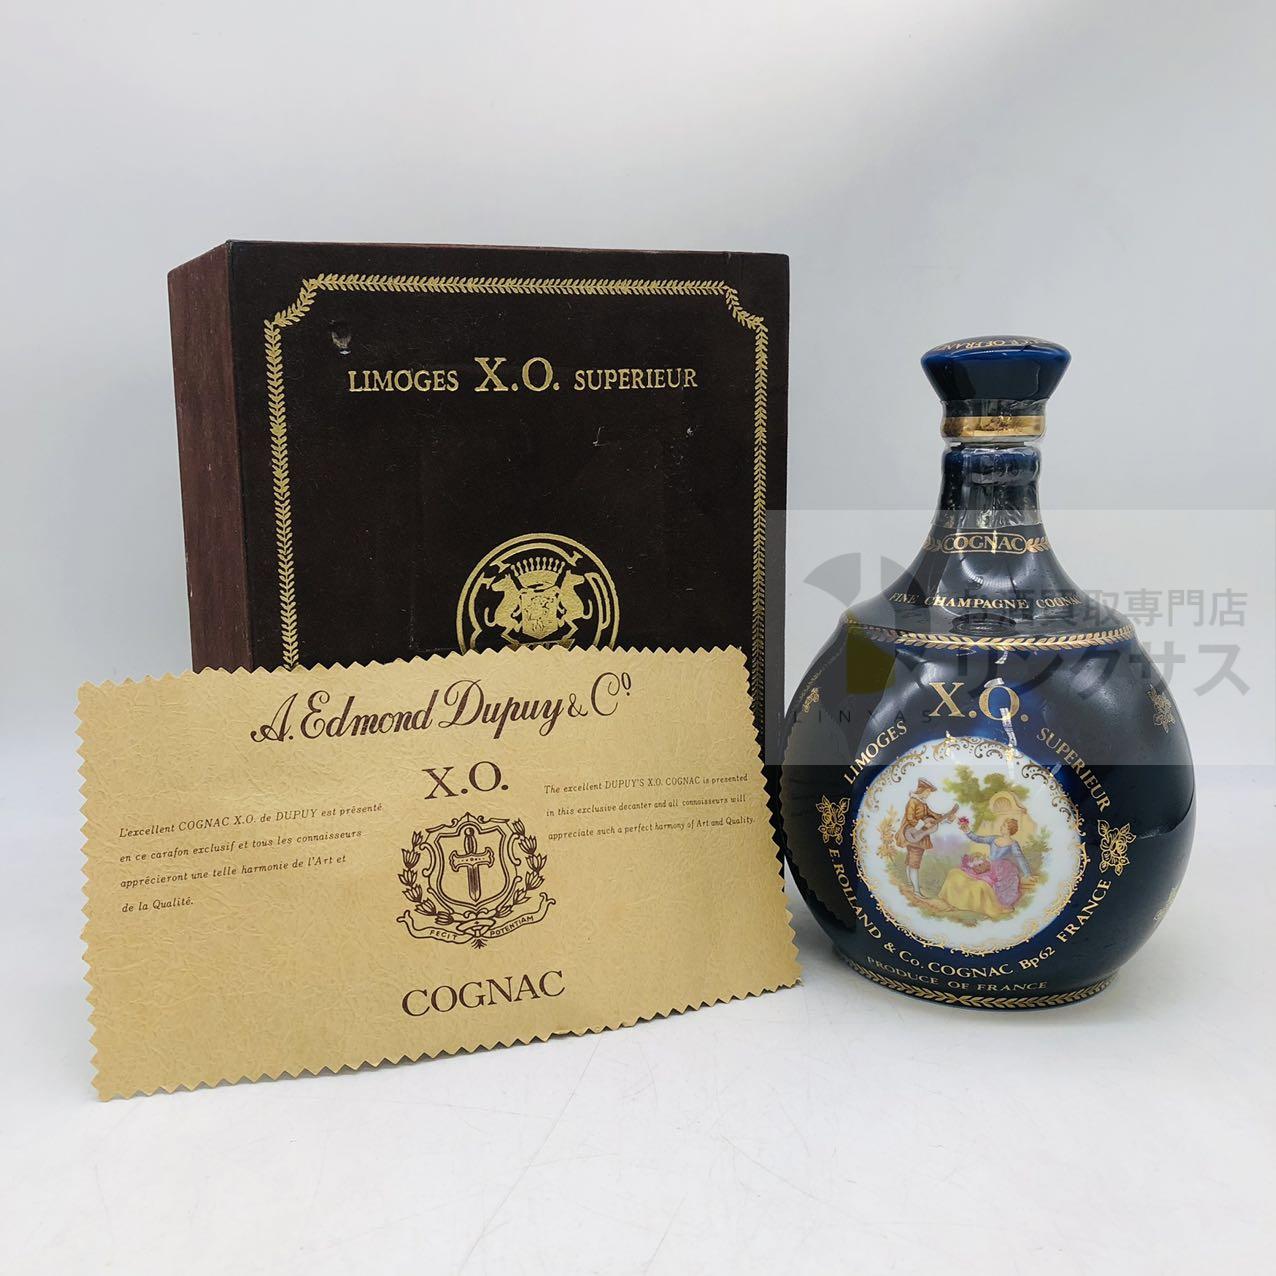 LIMOGES X.O. SUPERIEUR
A. Edmond Dupuy & Cº
X.O.
L'excellent COGNAC X.O. de DUPUY est présenté
en ce carafon exclusif et tous les connaisseurs
apprécieront une telle harmonie de l'Art et
de la Qualité.
The excellent DUPUY'S X.O. COGNAC is presented
in this exclusive decanter and all connoisseurs will
appreciate such a perfect harmony of Art and Quality.
FECIT POTENTIAM
COGNAC
OF FRAN
COGNAC
FINE CHAMPAGNE COGNAC
X.O.
LIMOGES SUPERIEUR
E. ROLLAND & Co. COGNAC Bp62 FRANCE
PRODUCE OF FRANCE
買取専門店
リンクサス
LINXAS